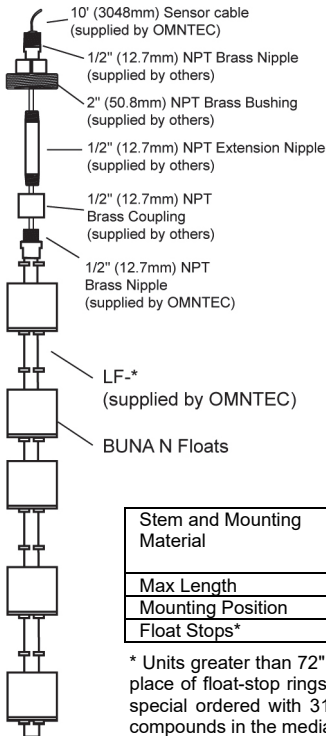 10' (3048mm) Sensor cable
(supplied by OMNTEC)
1/2" (12.7mm) NPT Brass Nipple
(supplied by others)
2" (50.8mm) NPT Brass Bushing
(supplied by others)
1/2" (12.7mm) NPT Extension Nipple
(supplied by others)
1/2" (12.7mm) NPT
Brass Coupling
(supplied by others)
1/2" (12.7mm) NPT
Brass Nipple
(supplied by OMNTEC)
LF-*
(supplied by OMNTEC)
BUNA N Floats
Stem and Mounting
Material
Max Length
Mounting Position
Float Stops*
* Units greater than 72"
place of float-stop rings
special ordered with 31
compounds in the media